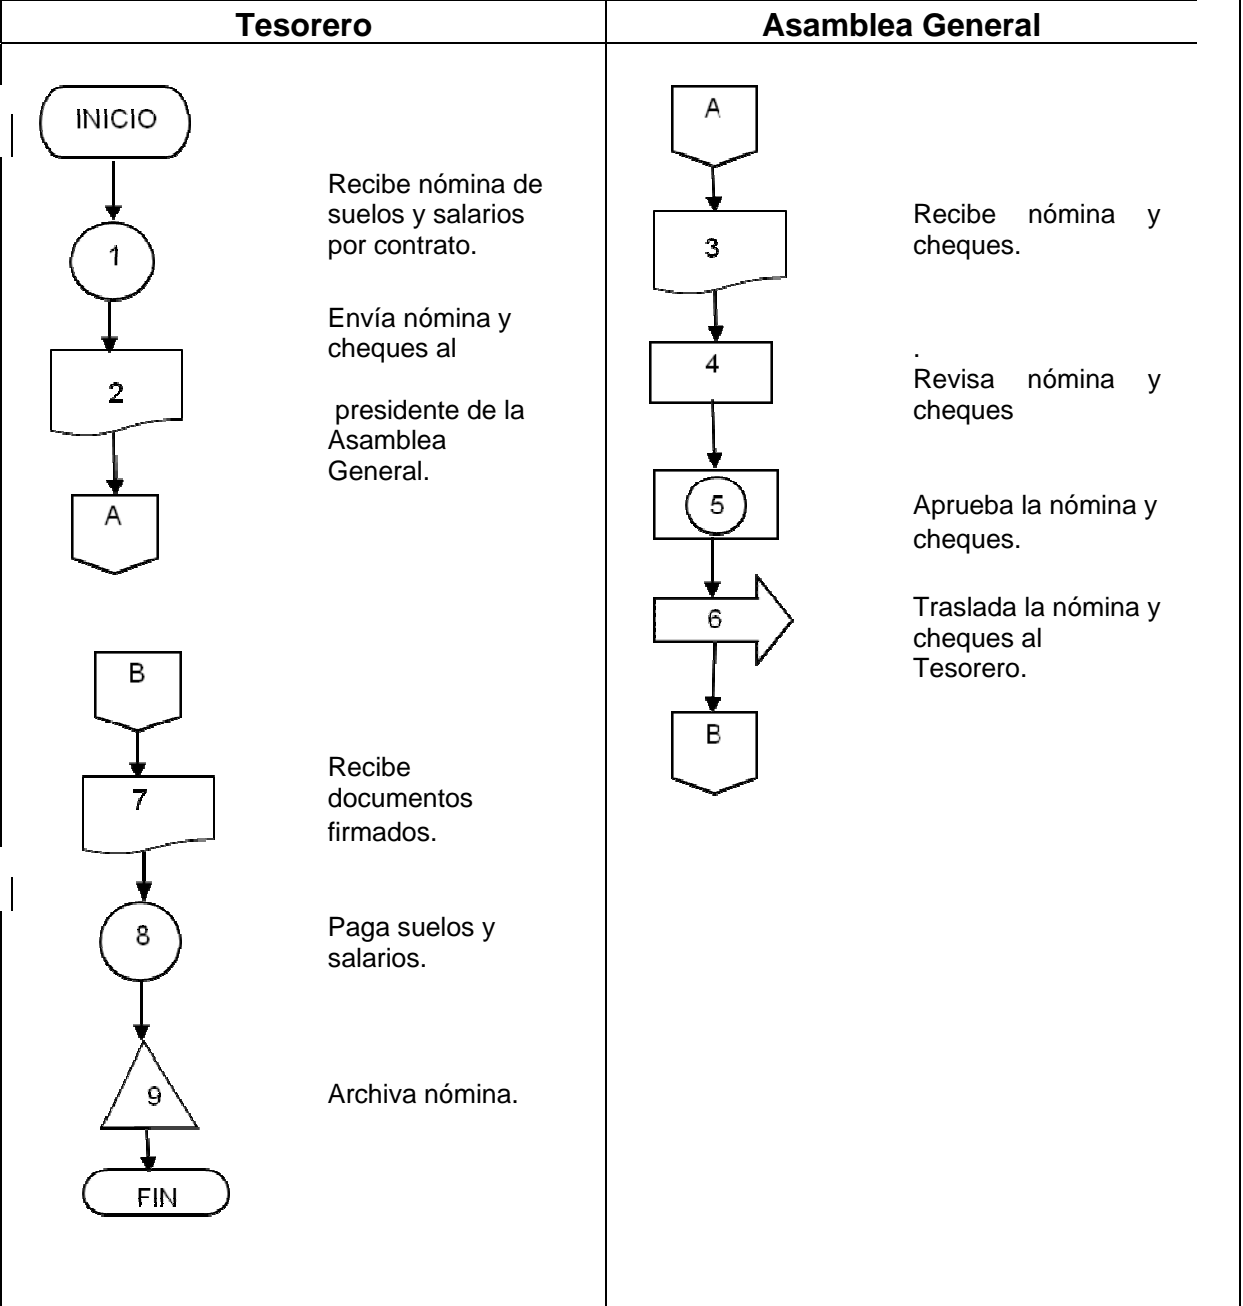 Tesorero
INICIO
1
Recibe nómina de
suelos y salarios
por contrato.
2
Envía nómina y
cheques al
presidente de la
Asamblea
General.
A
B
7
Recibe
documentos
firmados.
8
Paga suelos y
salarios.
9
Archiva nómina.
FIN
Asamblea General
A
3
Recibe nómina y
cheques.
4
.
Revisa nómina y
cheques
5
Aprueba la nómina y
cheques.
6
Traslada la nómina y
cheques al
Tesorero.
B